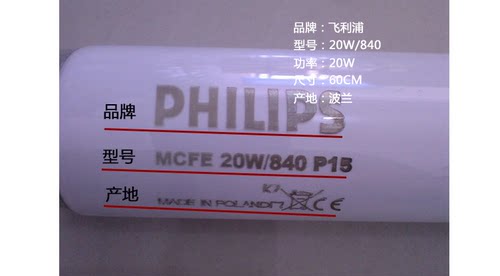 品牌：飞利浦
型号：20W/840
功率：20W
尺寸：60CM
产地：波兰
品牌 PHILIPS
型号 MCFE 20W/840 P15
产地 MADE IN POLAND CE